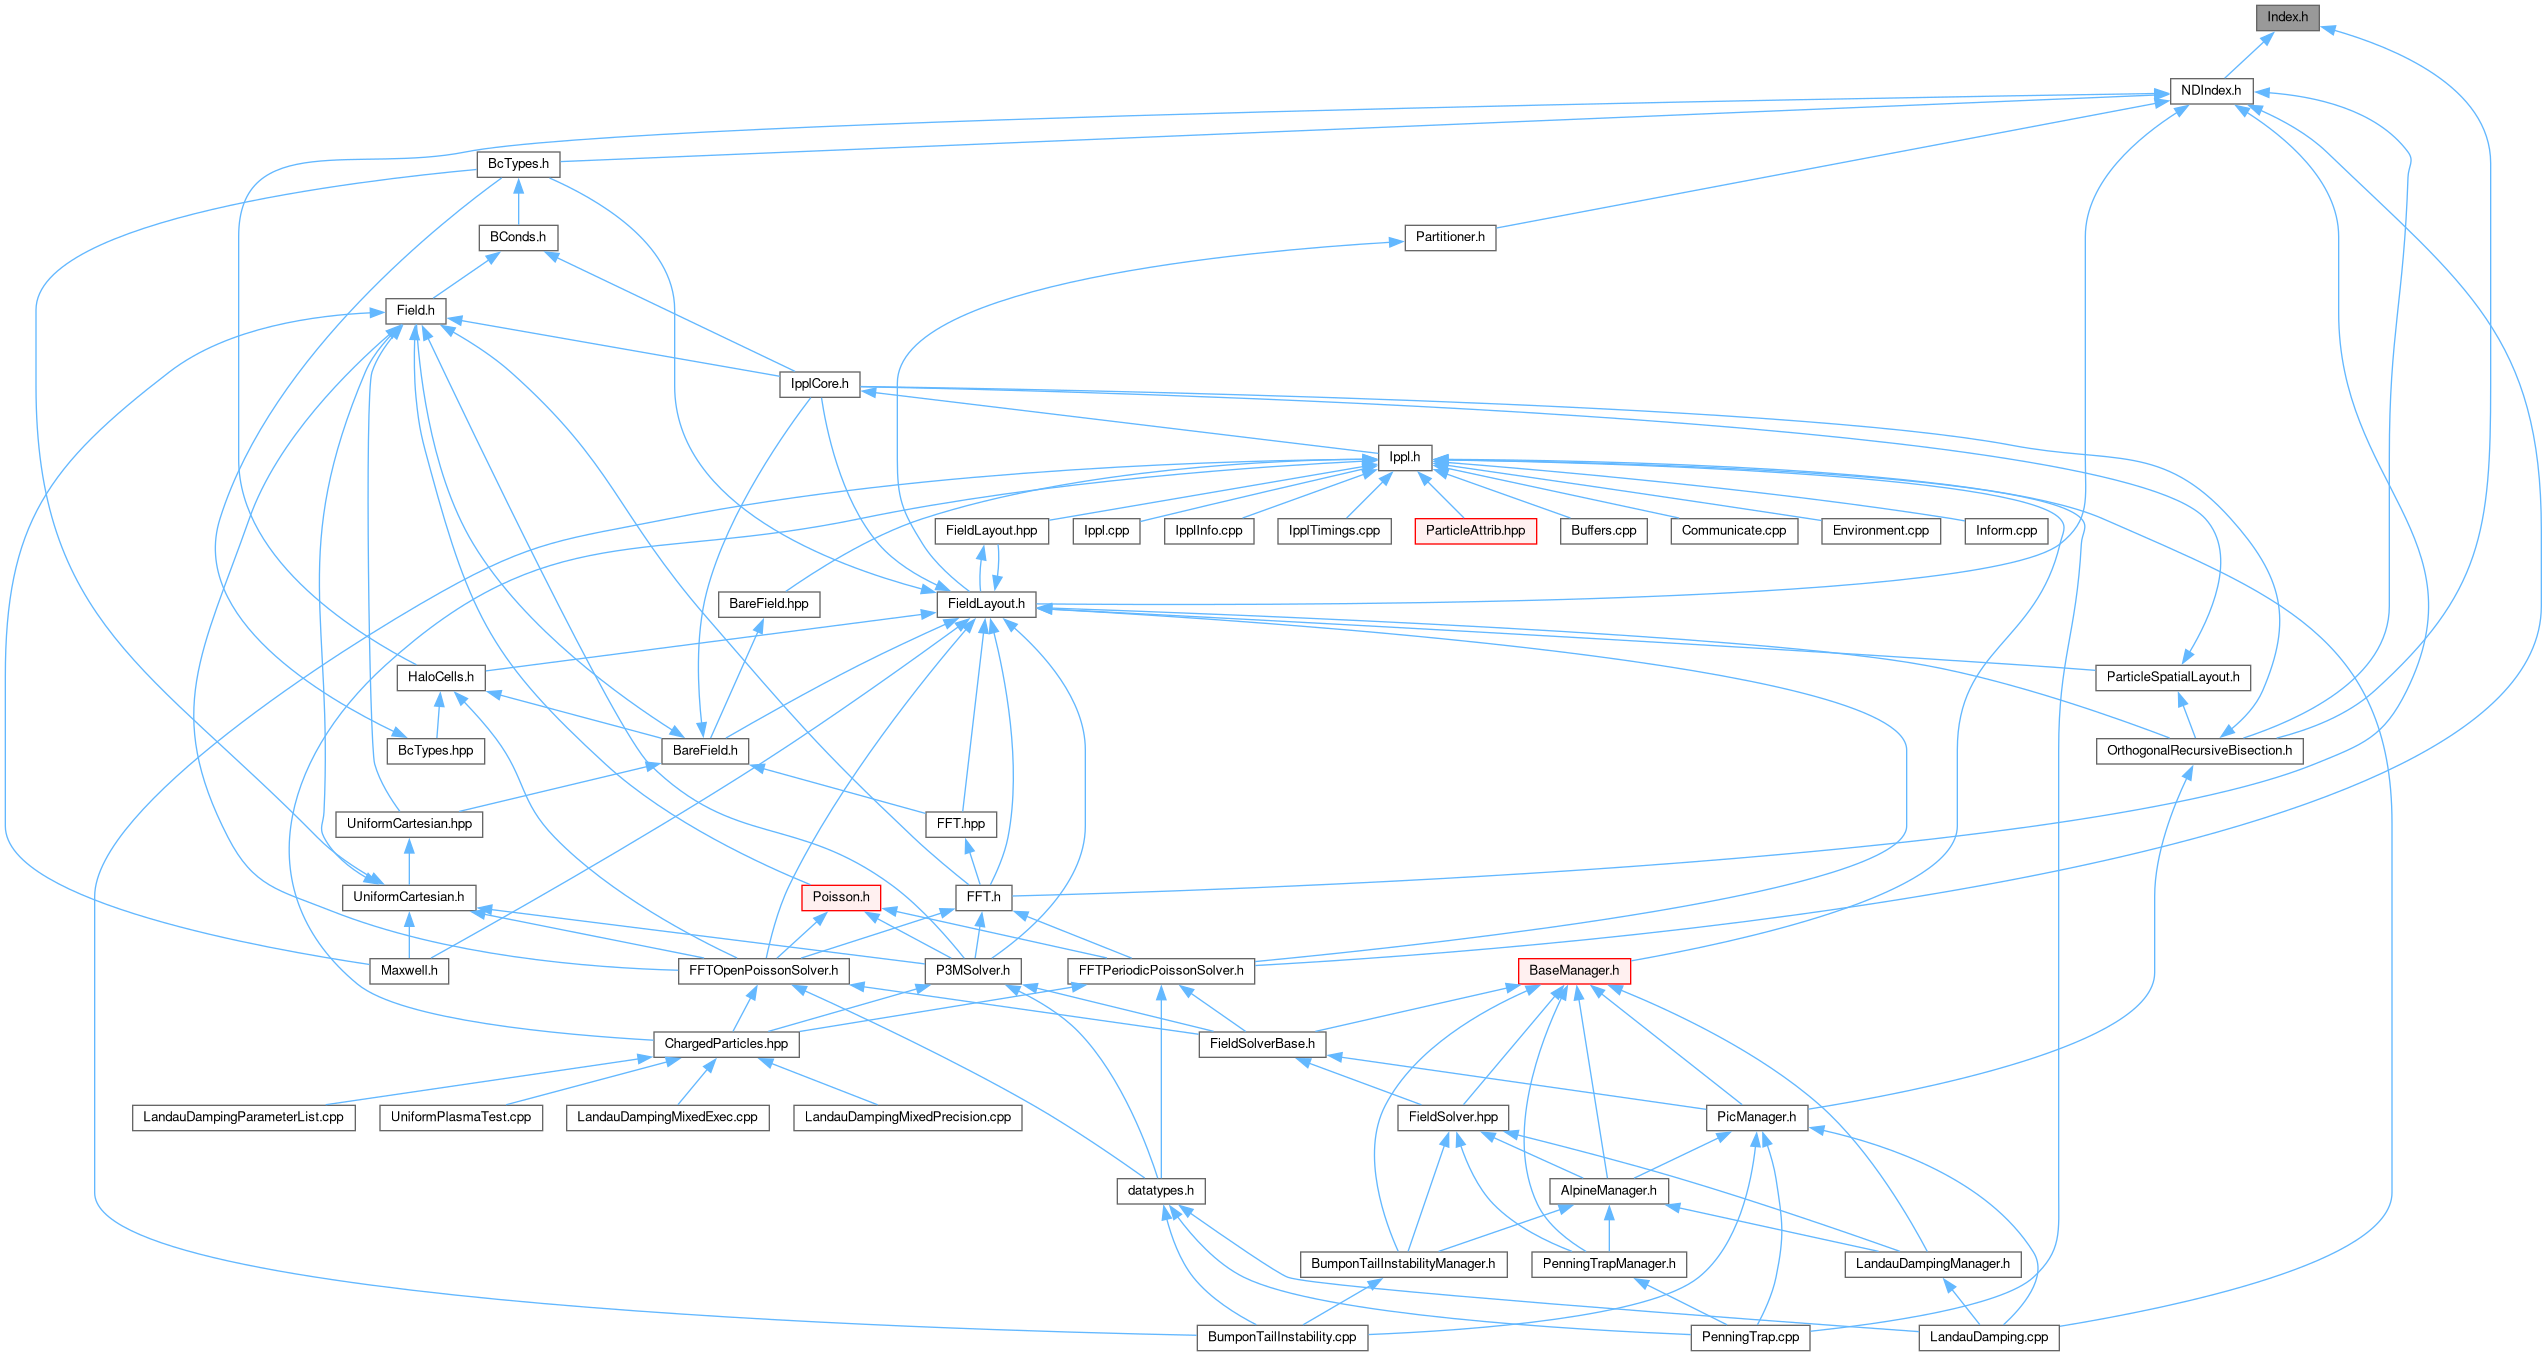 Index.h
NDIndex.h
BcTypes.h
BConds.h
Partitioner.h
Field.h
IpplCore.h
Ippl.h
FieldLayout.hpp
Ippl.cpp
IpplInfo.cpp
IpplTimings.cpp
ParticleAttrib.hpp
Buffers.cpp
Communicate.cpp
Environment.cpp
Inform.cpp
BareField.hpp
FieldLayout.h
HaloCells.h
ParticleSpatialLayout.h
BcTypes.hpp
BareField.h
OrthogonalRecursiveBisection.h
UniformCartesian.hpp
FFT.hpp
UniformCartesian.h
Poisson.h
FFT.h
Maxwell.h
FFTOpenPoissonSolver.h
P3MSolver.h
FFTPeriodicPoissonSolver.h
BaseManager.h
ChargedParticles.hpp
FieldSolverBase.h
LandauDampingParameterList.cpp
UniformPlasmaTest.cpp
LandauDampingMixedExec.cpp
LandauDampingMixedPrecision.cpp
FieldSolver.hpp
PicManager.h
datatypes.h
AlpineManager.h
BumponTailInstabilityManager.h
PenningTrapManager.h
LandauDampingManager.h
BumponTailInstability.cpp
PenningTrap.cpp
LandauDamping.cpp